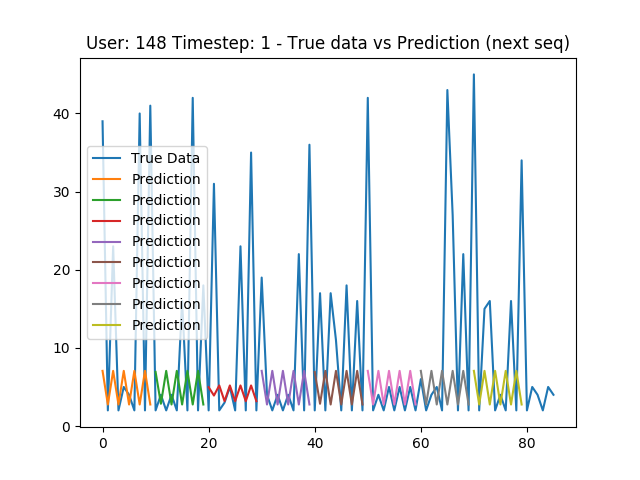 User: 148 Timestep: 1 - True data vs Prediction (next seq)
40
30
20
10
0
True Data
Prediction
Prediction
Prediction
Prediction
Prediction
Prediction
Prediction
Prediction
0
20
40
60
80